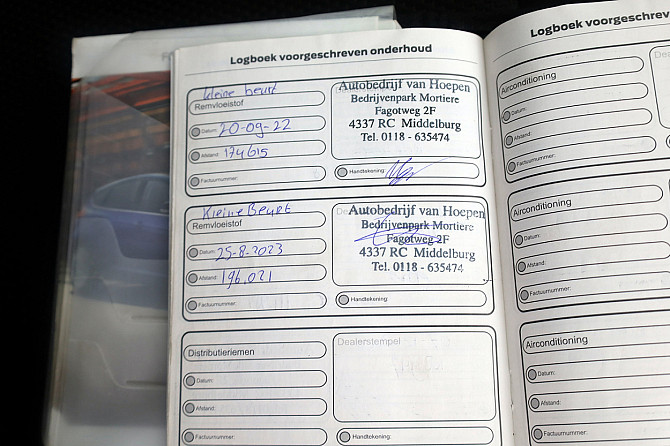 Logboek voorgeschreven onderhoud
kleine beurt
Remvloeistof
Datum: 20-09-22
Afstand: 174615
Factuurnummer:
Autobedrijf van Hoepen
Bedrijvenpark Mortiere
Fagotweg 2F
4337 RC Middelburg
Tel. 0118 - 635474
Handtekening:
Kleine Beurt
Remvloeistof
Datum: 25-8-2023
Afstand: 196.021
Factuurnummer:
Autobedrijf van Hoepen
Bedrijvenpark Mortiere
Fagotweg 2F
4337 RC Middelburg
Tel. 0118 - 635474
Handtekening:
Distributieriemen
Datum:
Afstand:
Factuurnummer:
Dealerstempel
Handtekening:
Logboek voorgeschreven
Airconditioning
Datum:
Afstand:
Factuurnummer:
Airconditioning
Datum:
Afstand:
Factuurnummer:
Airconditioning
Datum:
Afstand:
Factuurnummer: